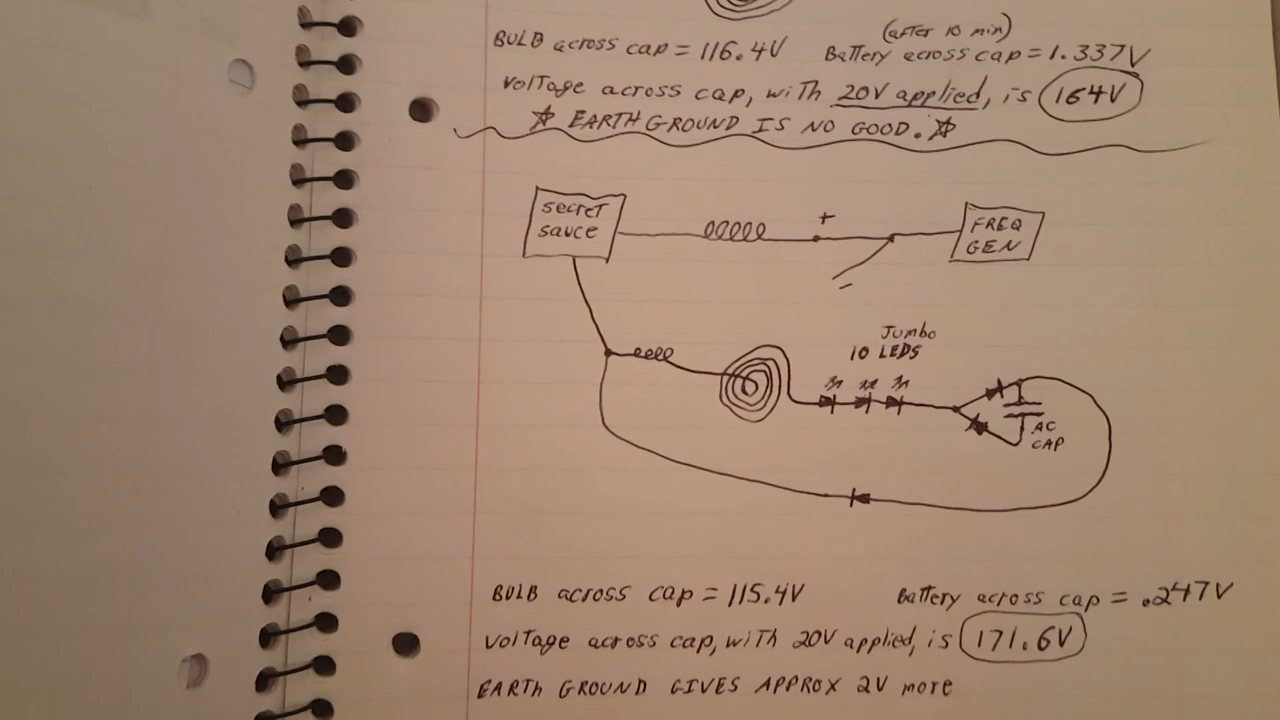 (after 10 min)
BULB across cap = 116.4V Battery across cap = 1.337V
Voltage across cap, with 20V applied, is 164V
☆ EARTH GROUND IS NO GOOD. ☆
SECRET SAUCE
+
FREQ GEN
-
Jumbo
10 LEDS
AC CAP
BULB across cap = 115.4V Battery across cap = .247V
Voltage across cap, with 20V applied, is 171.6V
EARTH GROUND GIVES APPROX 2V more